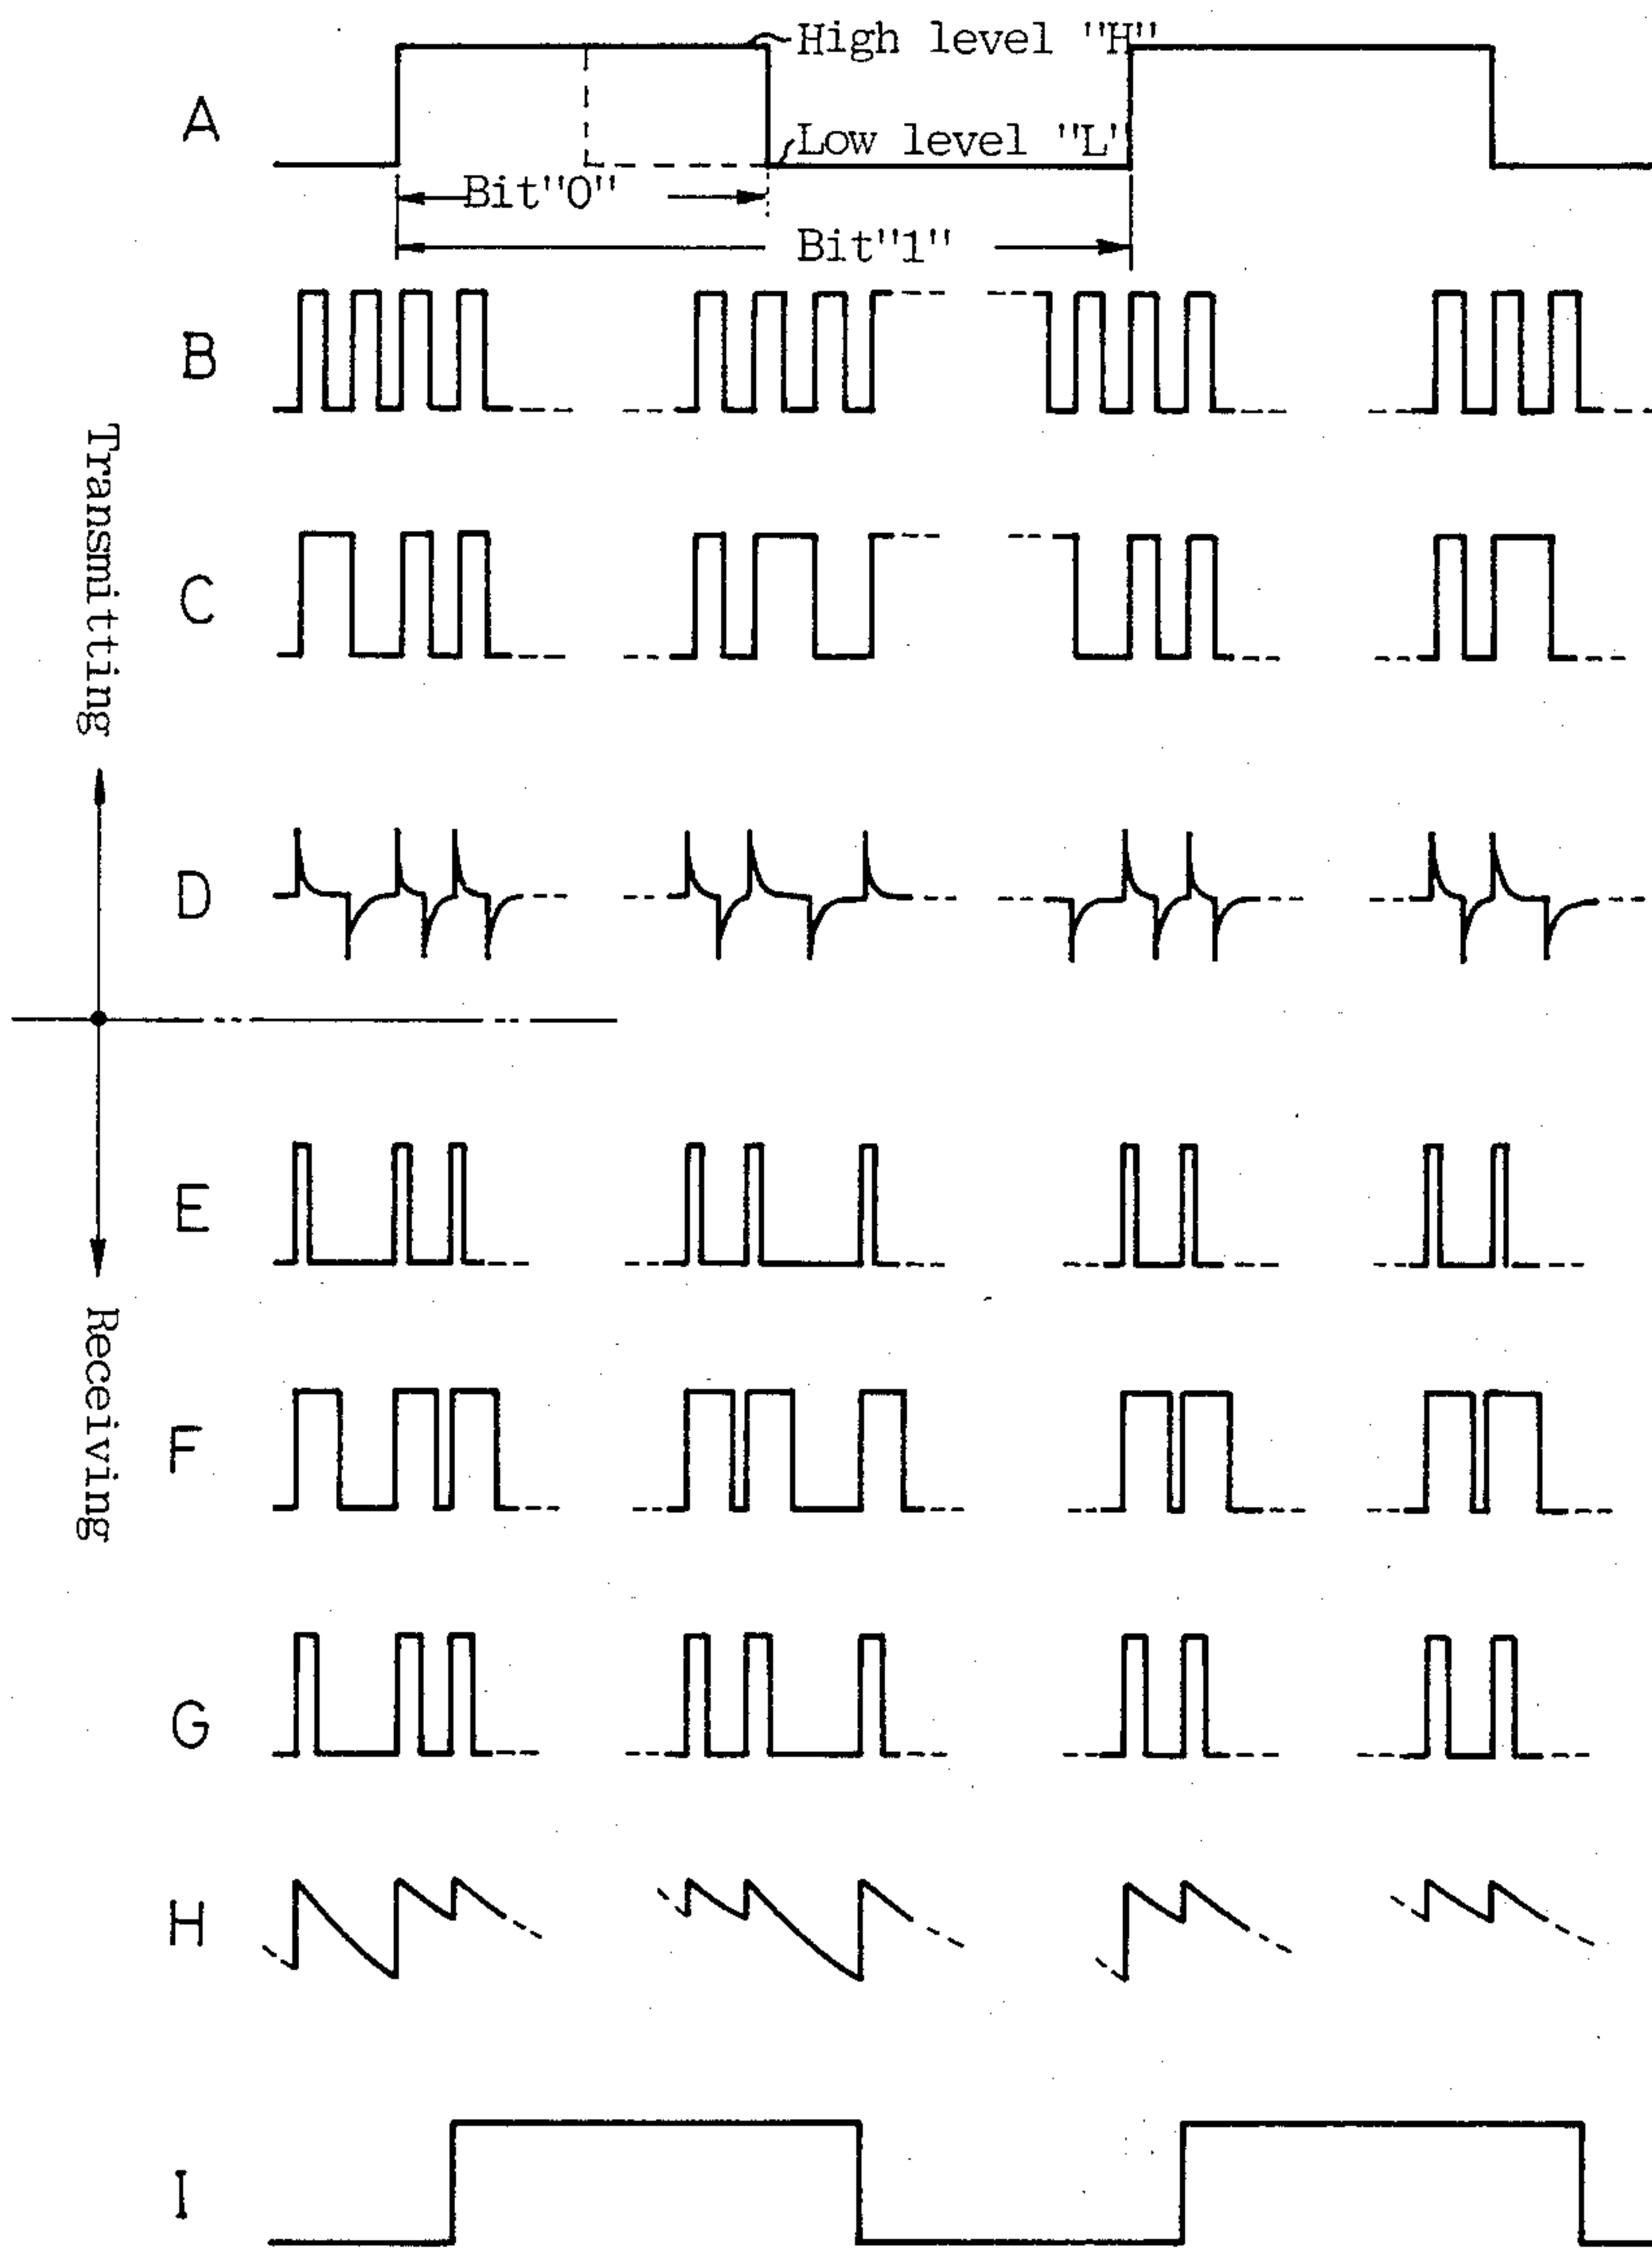 High level "H"
A
Low level "L"
Bit"0"
Bit"1"
B
Transmitting
C
D
E
Receiving
F
G
H
I